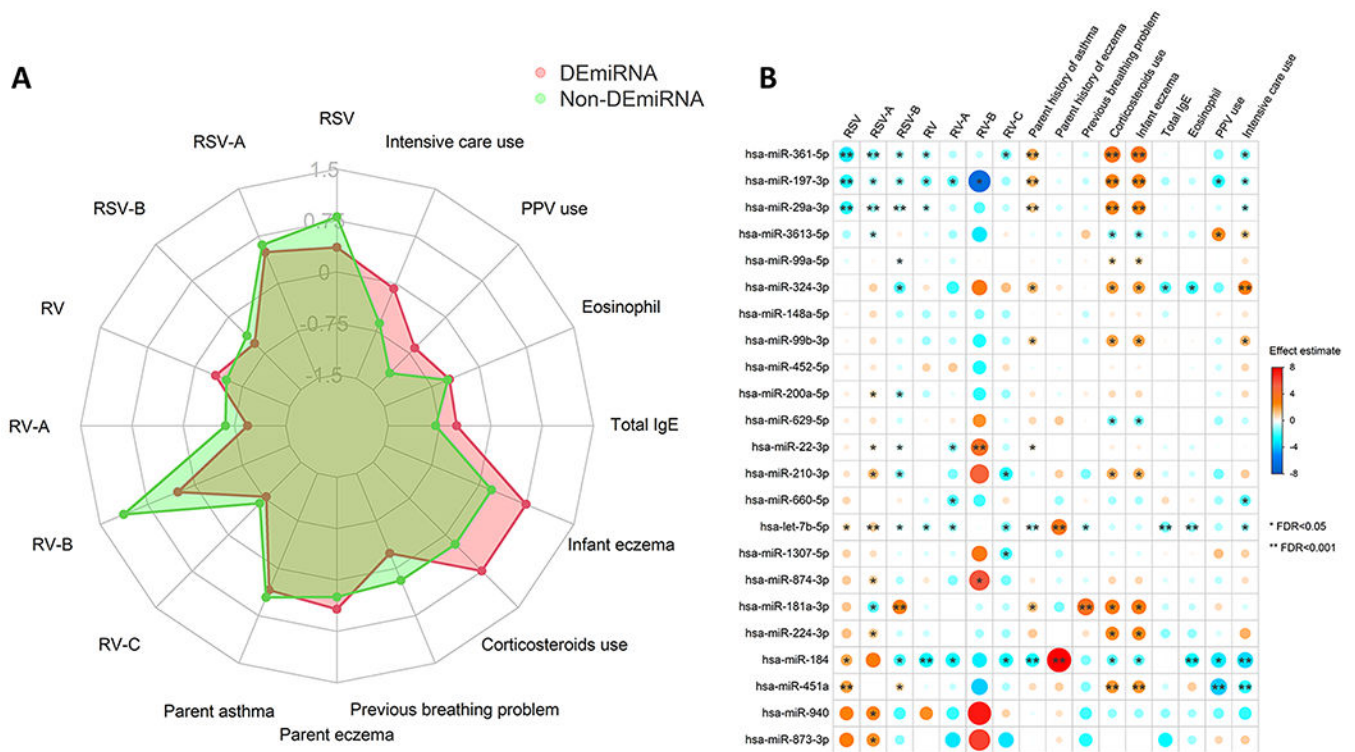 A
DEmiRNA
Non-DEmiRNA
RSV
RSV-A
Intensive care use
RSV-B
PPV use
RV
Eosinophil
RV-A
Total IgE
RV-B
Infant eczema
RV-C
Corticosteroids use
Parent asthma
Previous breathing problem
Parent eczema
1.5
0.75
0
-0.75
-1.5
B
RSV
RSV-A
RSV-B
RV
RV-A
RV-B
RV-C
Parent history of asthma
Parent history of eczema
Previous breathing problem
Corticosteroids use
Infant eczema
Total IgE
Eosinophil
PPV use
Intensive care use
hsa-miR-361-5p
hsa-miR-197-3p
hsa-miR-29a-3p
hsa-miR-3613-5p
hsa-miR-99a-5p
hsa-miR-324-3p
hsa-miR-148a-5p
hsa-miR-99b-3p
hsa-miR-452-5p
hsa-miR-200a-5p
hsa-miR-629-5p
hsa-miR-22-3p
hsa-miR-210-3p
hsa-miR-660-5p
hsa-let-7b-5p
hsa-miR-1307-5p
hsa-miR-874-3p
hsa-miR-181a-3p
hsa-miR-224-3p
hsa-miR-184
hsa-miR-451a
hsa-miR-940
hsa-miR-873-3p
Effect estimate
8
4
0
-4
-8
* FDR<0.05
** FDR<0.001